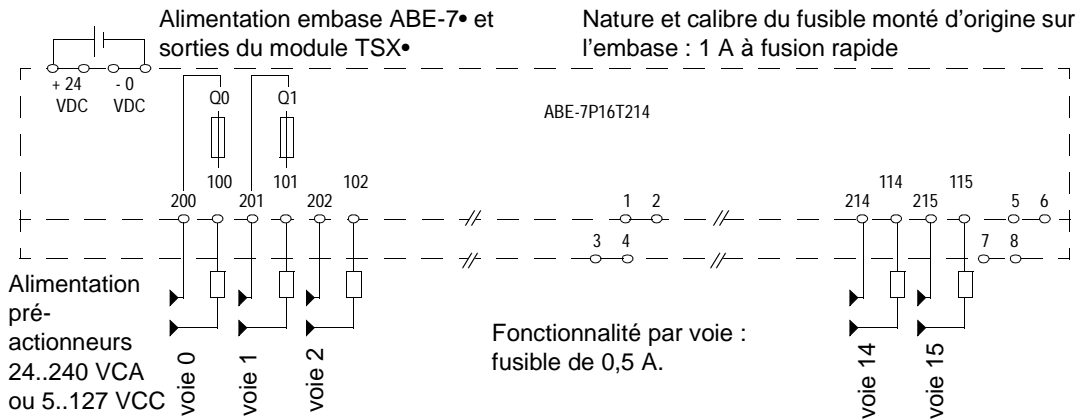 Alimentation embase ABE-7• et
sorties du module TSX•
Nature et calibre du fusible monté d'origine sur
l'embase : 1 A à fusion rapide
+ 24
VDC
- 0
VDC
Q0
Q1
ABE-7P16T214
200
100
201
101
202
102
1
2
214
114
215
115
5
6
3
4
7
8
Alimentation
pré-
actionneurs
24..240 VCA
ou 5..127 VCC
voie 0
voie 1
voie 2
Fonctionnalité par voie :
fusible de 0,5 A.
voie 14
voie 15